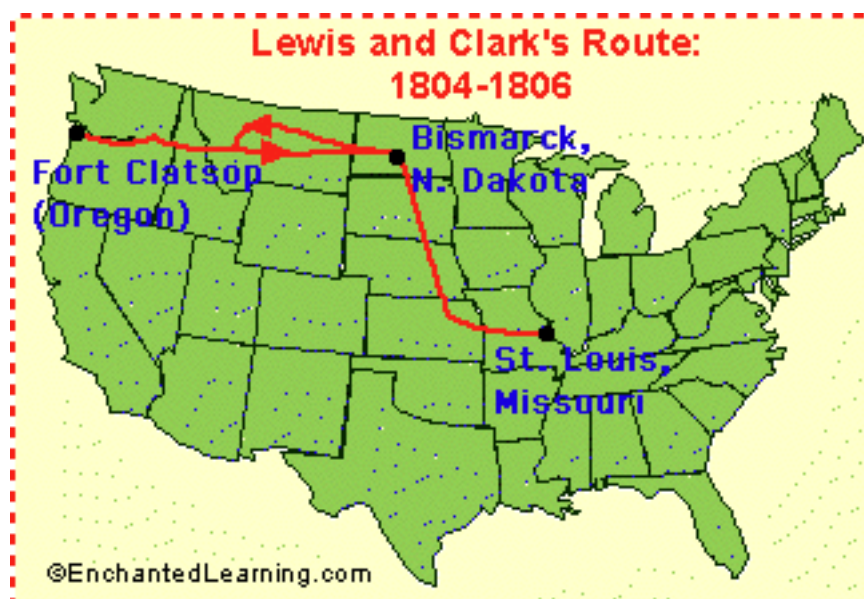 Lewis and Clark's Route:
1804-1806
Bismarck,
N. Dakota
Fort Clatsop
(Oregon)
St. Louis,
Missouri
©EnchantedLearning.com